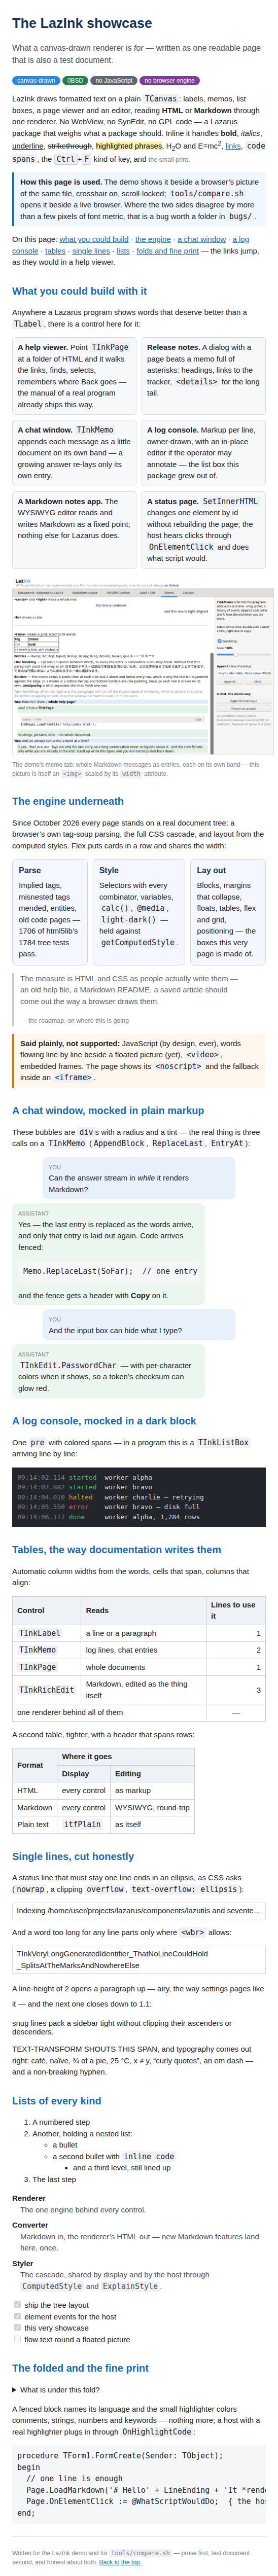 The LazInk showcase
What a canvas-drawn renderer is for — written as one readable page
that is also a test document.
canvas-drawn 0BSD no JavaScript no browser engine
LazInk draws formatted text on a plain TCanvas: labels, memos, list
boxes, a page viewer and an editor, reading HTML or Markdown through
one renderer. No WebView, no SynEdit, no GPL code — a Lazarus
package that weighs what a package should. Inline it handles bold, italics,
underline, strikethrough, highlighted phrases, H2O and E=mc2, links, code
spans, the Ctrl+F kind of key, and the small print.
How this page is used. The demo shows it beside a browser's picture
of the same file, crosshair on, scroll-locked; tools/compare.sh
opens it beside a live browser. Where the two sides disagree by more
than a few pixels of font metric, that is a bug worth a folder in bugs/.
On this page: what you could build · the engine · a chat window · a log
console · tables · single lines · lists · folds and fine print — the links jump,
as they would in a help viewer.
What you could build with it
Anywhere a Lazarus program shows words that deserve better than a
TLabel, there is a control for it:
A help viewer. Point TInkPage
at a folder of HTML and it walks
the links, finds, selects,
remembers where Back goes —
the manual of a real program
already ships this way.
Release notes. A dialog with a
page beats a memo full of
asterisks: headings, links to the
tracker, <details> for the long
tail.
A chat window. TInkMemo
appends each message as a little
document on its own band — a
growing answer re-lays only its
own entry.
A log console. Markup per line,
owner-drawn, with an in-place
editor if the operator may
annotate — the list box this
package grew out of.
A Markdown notes app. The
WYSIWYG editor reads and
writes Markdown as a fixed point;
nothing else for Lazarus does.
A status page. SetInnerHTML
changes one element by id
without rebuilding the page; the
host hears clicks through
OnElementClick and does
what script would.
LazInk
The demo's memo tab: whole Markdown messages as entries, each on its own band — this
picture is itself an <img> scaled by its width attribute.
The engine underneath
Since October 2026 every page stands on a real document tree: a
browser's own tag-soup parsing, the full CSS cascade, and layout from the
computed styles. Flex puts cards in a row and shares the width:
Parse
Implied tags,
misnested tags
mended, entities,
old code pages —
1706 of html5lib's
1784 tree tests
pass.
Style
Selectors with every
combinator, variables,
calc(), @media,
light-dark() —
held against
getComputedStyle.
Lay out
Blocks, margins
that collapse,
floats, tables, flex
and grid,
positioning — the
boxes this very
page is made of.
The measure is HTML and CSS as people actually write them —
an old help file, a Markdown README, a saved article should
come out the way a browser draws them.
— the roadmap, on where this is going
Said plainly, not supported: JavaScript (by design, ever), words
flowing line by line beside a floated picture (yet), <video>,
embedded frames. The page shows its <noscript> and the fallback
inside an <iframe>.
A chat window, mocked in plain markup
These bubbles are divs with a radius and a tint — the real thing is three
calls on a TInkMemo (AppendBlock, ReplaceLast, EntryAt):
YOU
Can the answer stream in while it renders
Markdown?
ASSISTANT
Yes — the last entry is replaced as the words arrive,
and only that entry is laid out again. Code arrives
fenced:
Memo.ReplaceLast(SoFar);  // one entry
and the fence gets a header with Copy on it.
YOU
And the input box can hide what I type?
ASSISTANT
TInkEdit.PasswordChar — with per-character
colors when it shows, so a token's checksum can
glow red.
A log console, mocked in a dark block
One pre with colored spans — in a program this is a TInkListBox
arriving line by line:
09:14:02.114 started  worker alpha
09:14:02.882 started  worker bravo
09:14:04.010 halted   worker charlie — retrying
09:14:05.550 error    worker bravo — disk full
09:14:06.117 done     worker alpha, 1,284 rows
Tables, the way documentation writes them
Automatic column widths from the words, cells that span, columns that
align:
Control Reads Lines to use it
TInkLabel a line or a paragraph 1
TInkMemo log lines, chat entries 2
TInkPage whole documents 1
TInkRichEdit Markdown, edited as the thing itself 3
one renderer behind all of them —
A second table, tighter, with a header that spans rows:
Format Where it goes
Display Editing
HTML every control as markup
Markdown every control WYSIWYG, round-trip
Plain text itfPlain as itself
Single lines, cut honestly
A status line that must stay one line ends in an ellipsis, as CSS asks
(nowrap, a clipping overflow, text-overflow: ellipsis):
Indexing /home/user/projects/lazarus/components/lazutils and sevente…
And a word too long for any line parts only where <wbr> allows:
TInkVeryLongGeneratedIdentifier_ThatNoLineCouldHold
_SplitsAtTheMarksAndNowhereElse
A line-height of 2 opens a paragraph up — airy, the way settings pages like
it — and the next one closes down to 1.1:
snug lines pack a sidebar tight without clipping their ascenders or
descenders.
TEXT-TRANSFORM SHOUTS THIS SPAN, and typography comes out
right: café, naïve, ¾ of a pie, 25 °C, x ≠ y, “curly quotes”, an em dash —
and a non-breaking hyphen.
Lists of every kind
1. A numbered step
2. Another, holding a nested list:
a bullet
a second bullet with inline code
and a third level, still lined up
3. The last step
Renderer
The one engine behind every control.
Converter
Markdown in, the renderer's HTML out — new Markdown features land
here, once.
Styler
The cascade, shared by display and by the host through
ComputedStyle and ExplainStyle.
ship the tree layout
element events for the host
this very showcase
flow text round a floated picture
The folded and the fine print
What is under this fold?
A fenced block names its language and the small highlighter colors
comments, strings, numbers and keywords — nothing more; a host with a
real highlighter plugs in through OnHighlightCode:
procedure TForm1.FormCreate(Sender: TObject);
begin
// one line is enough
Page.LoadMarkdown('# Hello' + LineEnding + 'It *rend
Page.OnElementClick := @WhatScriptWouldDo;  { the ho
end;
Written for the LazInk demo and for tools/compare.sh — prose first, test document
second, and honest about both. Back to the top.